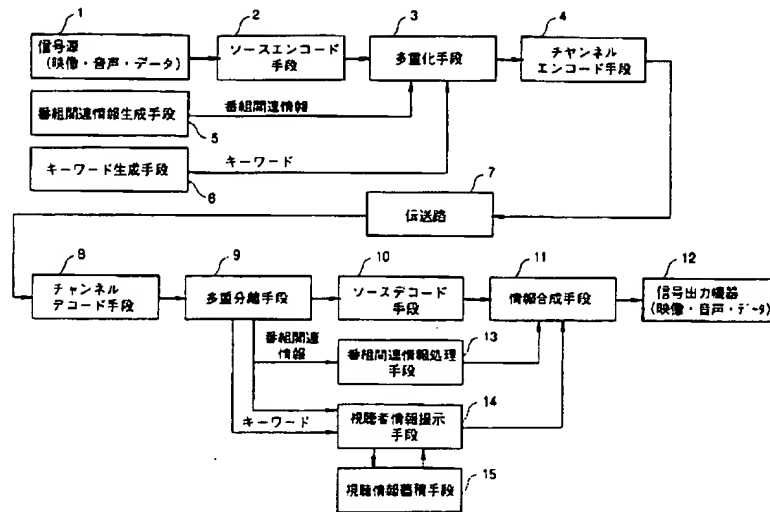 1
2
3
4
信号源
(映像・音声・データ)
ソースエンコード
手段
多重化手段
チャンネル
エンコード手段
番組関連情報生成手段
5
番組関連情報
キーワード生成手段
6
キーワード
7
伝送路
8
9
10
11
12
チャンネル
デコード手段
多重分離手段
ソースデコード
手段
情報合成手段
信号出力機器
(映像・音声・データ)
番組関連
情報
13
番組関連情報処理
手段
キーワード
14
視聴者情報提示
手段
15
視聴情報蓄積手段